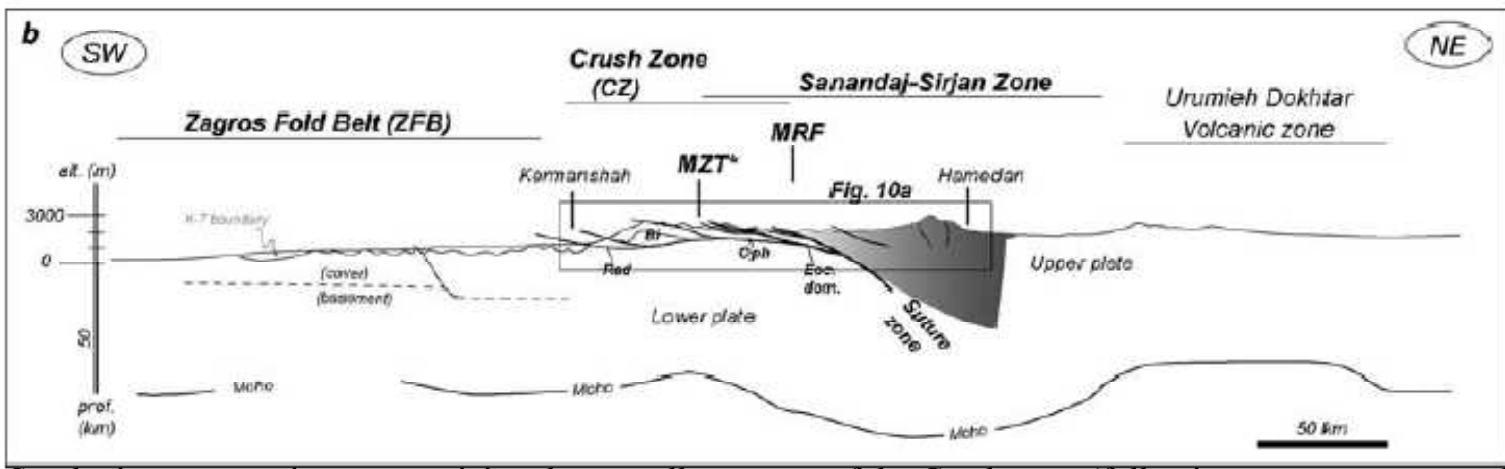 b
SW
NE
Crush Zone
(CZ)
Sanandaj-Sirjan Zone
Urumieh Dokhtar
Volcanic zone
Zagros Fold Belt (ZFB)
MRF
MZT*
alt. (m)
Kermanshah
Fig. 10a
Hamedan
3000
K-T boundary
0
Bi
Rad
Oph
Eoc.
dom.
Upper plate
(cover)
(basement)
Lower plate
Suture
zone
50
Moho
Moho
Moho
prof.
(km)
50 km